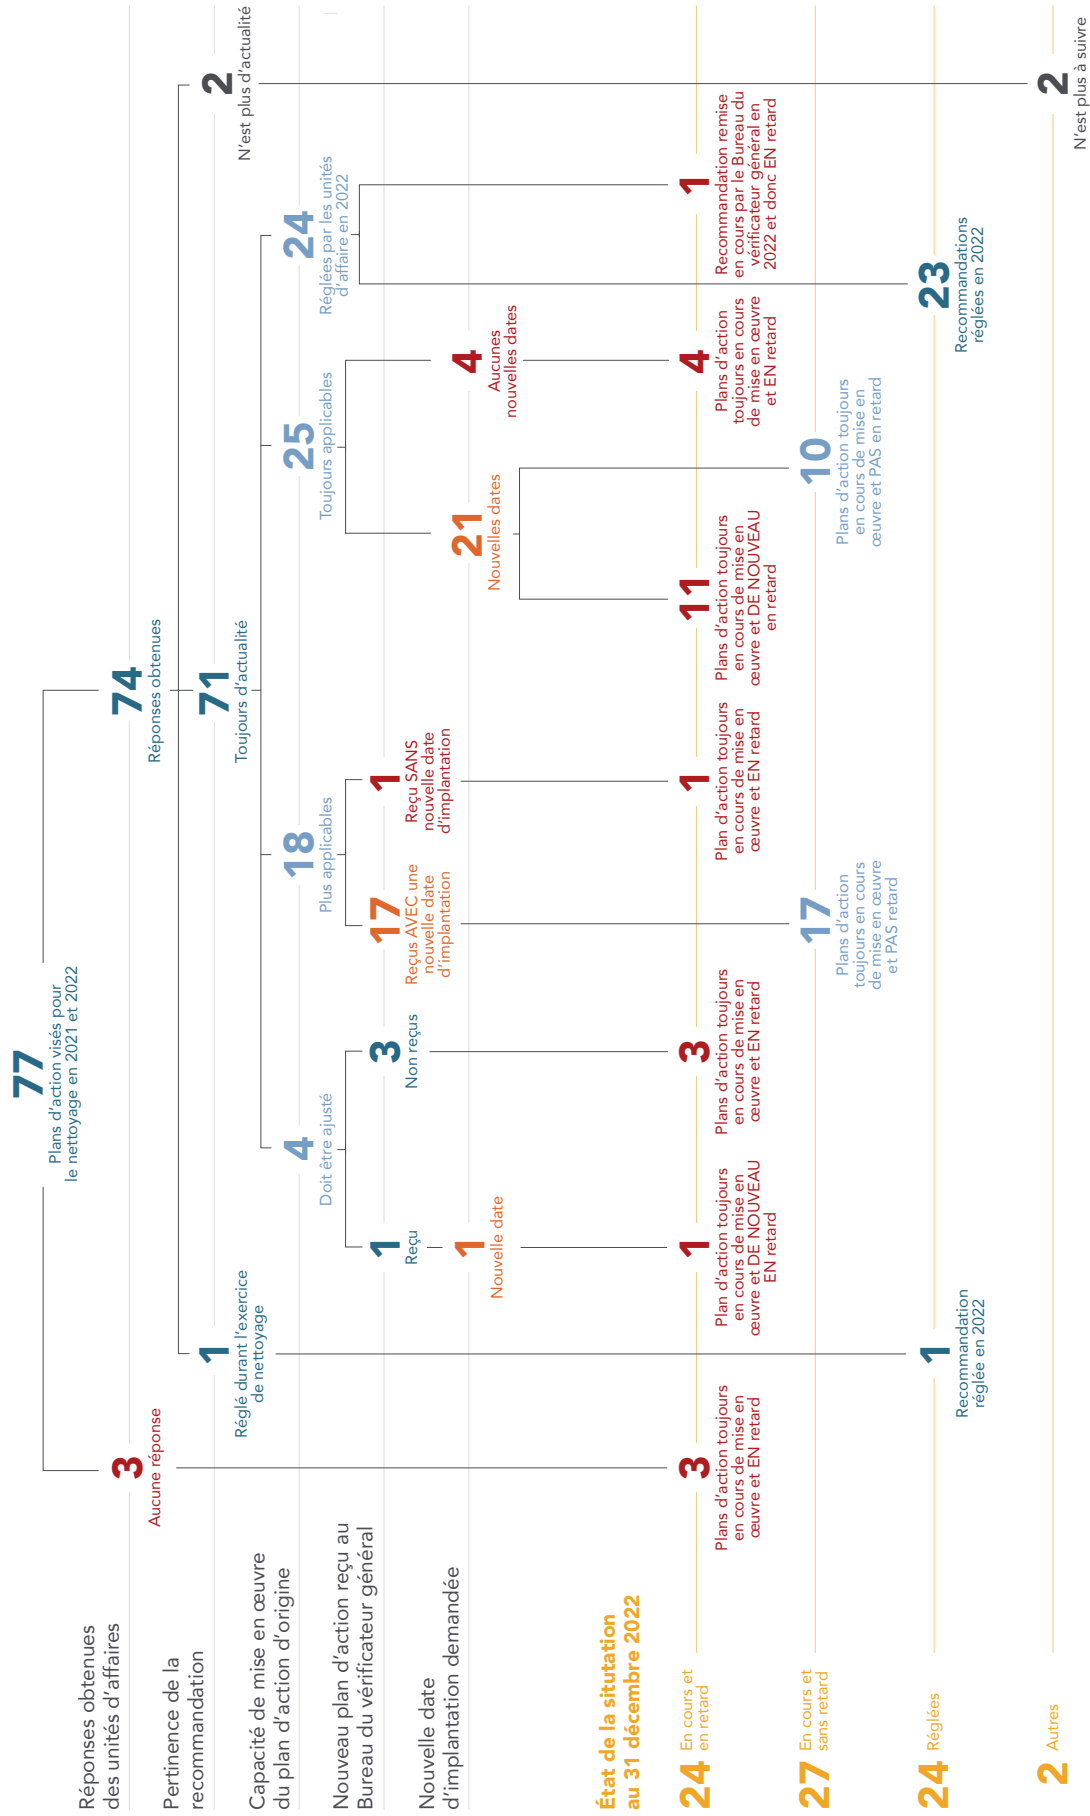 77
Plans d'action visés pour
le nettoyage en 2021 et 2022
Réponses obtenues
des unités d'affaires
3
Aucune réponse
74
Réponses obtenues
Pertinence de la
recommandation
1
Réglé durant l'exercice
de nettoyage
71
Toujours d'actualité
2
N'est plus d'actualité
Capacité de mise en œuvre
du plan d'action d'origine
4
Doit être ajusté
18
Plus applicables
25
Toujours applicables
24
Réglées par les unités
d'affaire en 2022
Nouveau plan d'action reçu au
Bureau du vérificateur général
1
Reçu
3
Non reçus
17
Reçus AVEC une
nouvelle date
d'implantation
1
Reçu SANS
nouvelle date
d'implantation
Nouvelle date
d'implantation demandée
1
Nouvelle date
21
Nouvelles dates
4
Aucunes
nouvelles dates
État de la situtation
au 31 décembre 2022
24
En cours et
en retard
3
Plans d'action toujours
en cours de mise en
œuvre et EN retard
1
Plan d'action toujours
en cours de mise en
œuvre et DE NOUVEAU
EN retard
3
Plans d'action toujours
en cours de mise en
œuvre et EN retard
1
Plan d'action toujours
en cours de mise en
œuvre et EN retard
11
Plans d'action toujours
en cours de mise en
œuvre et DE NOUVEAU
en retard
4
Plans d'action
toujours en cours
de mise en œuvre
et EN retard
1
Recommandation remise
en cours par le Bureau du
vérificateur général en
2022 et donc EN retard
27
En cours et
sans retard
17
Plans d'action
toujours en cours
de mise en œuvre
et PAS retard
10
Plans d'action toujours
en cours de mise en
œuvre et PAS en retard
24
Réglées
1
Recommandation
réglée en 2022
23
Recommandations
réglées en 2022
2
Autres
2
N'est plus à suivre